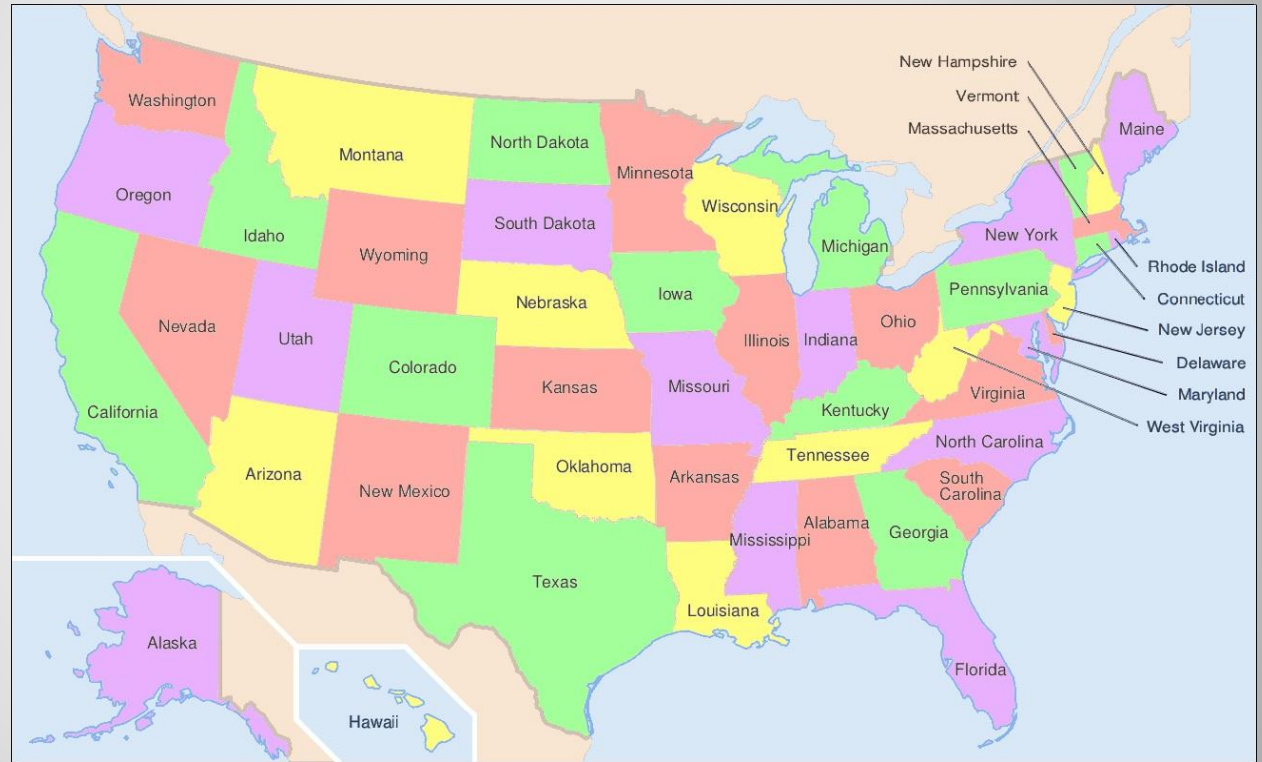 New Hampshire
Vermont
Massachusetts
Washington
Maine
Montana
North Dakota
Minnesota
Oregon
Wisconsin
South Dakota
Idaho
New York
Michigan
Wyoming
Rhode Island
Pennsylvania
Iowa
Connecticut
Nebraska
Nevada
New Jersey
Ohio
Utah
Illinois
Indiana
Delaware
Colorado
Kansas
Missouri
Virginia
Maryland
California
Kentucky
West Virginia
North Carolina
Tennessee
Oklahoma
Arizona
Arkansas
South
Carolina
New Mexico
Alabama
Georgia
Mississippi
Texas
Louisiana
Alaska
Florida
Hawaii